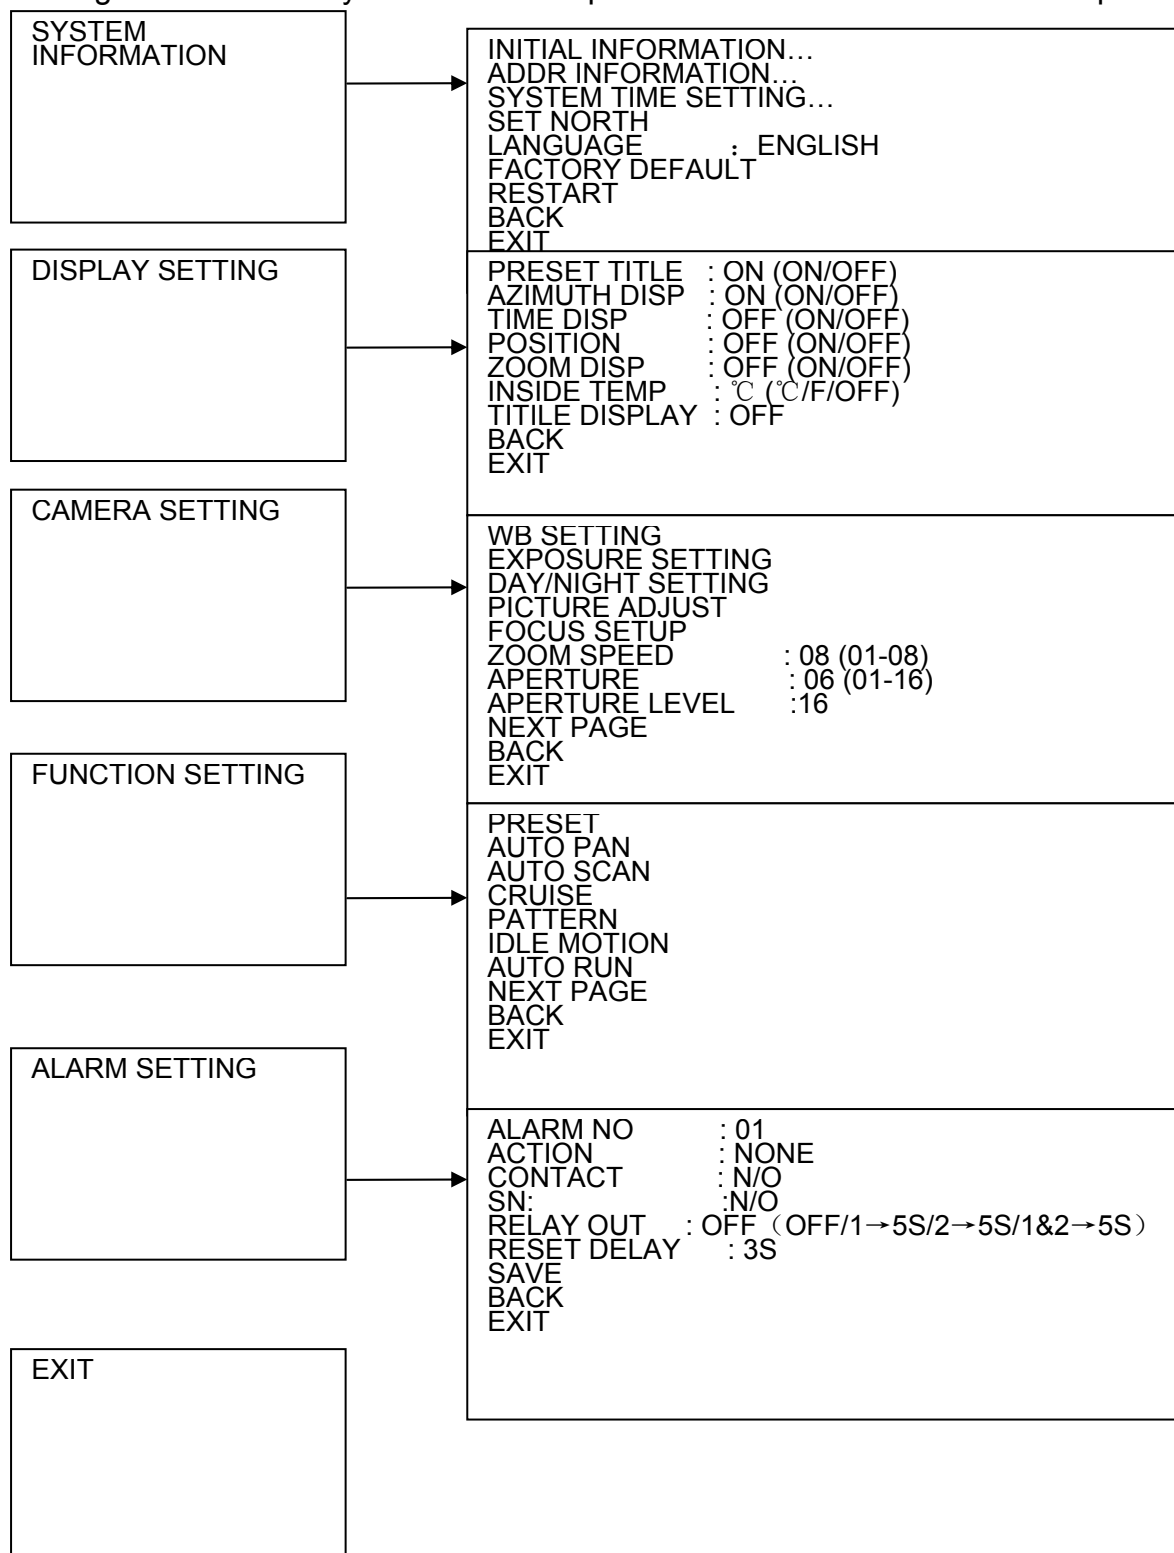 SYSTEM
INFORMATION
INITIAL INFORMATION…
ADDR INFORMATION…
SYSTEM TIME SETTING…
SET NORTH
LANGUAGE : ENGLISH
FACTORY DEFAULT
RESTART
BACK
EXIT
DISPLAY SETTING
PRESET TITLE : ON (ON/OFF)
AZIMUTH DISP : ON (ON/OFF)
TIME DISP : OFF (ON/OFF)
POSITION : OFF (ON/OFF)
ZOOM DISP : OFF (ON/OFF)
INSIDE TEMP : ℃ (℃/F/OFF)
TITILE DISPLAY : OFF
BACK
EXIT
CAMERA SETTING
WB SETTING
EXPOSURE SETTING
DAY/NIGHT SETTING
PICTURE ADJUST
FOCUS SETUP
ZOOM SPEED : 08 (01-08)
APERTURE : 06 (01-16)
APERTURE LEVEL :16
NEXT PAGE
BACK
EXIT
FUNCTION SETTING
PRESET
AUTO PAN
AUTO SCAN
CRUISE
PATTERN
IDLE MOTION
AUTO RUN
NEXT PAGE
BACK
EXIT
ALARM SETTING
ALARM NO : 01
ACTION : NONE
CONTACT : N/O
SN: :N/O
RELAY OUT : OFF（OFF/1→5S/2→5S/1&2→5S）
RESET DELAY : 3S
SAVE
BACK
EXIT
EXIT